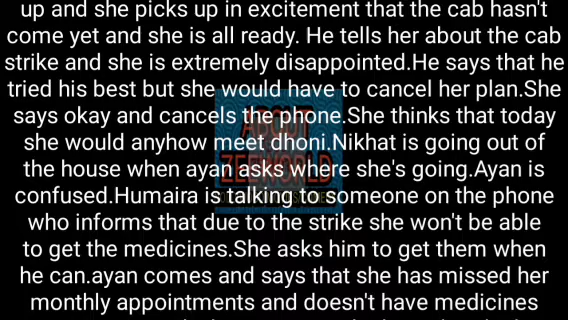 up and she picks up in excitement that the cab hasn't
come yet and she is all ready. He tells her about the cab
strike and she is extremely disappointed.He says that he
tried his best but she would have to cancel her plan.She
says okay and cancels the phone.She thinks that today
she would anyhow meet dhoni.Nikhat is going out of
the house when ayan asks where she's going.Ayan is
confused.Humaira is talking to someone on the phone
who informs that due to the strike she won't be able
to get the medicines.She asks him to get them when
he can.ayan comes and says that she has missed her
monthly appointments and doesn't have medicines
ABOUT
ZEEWORLD